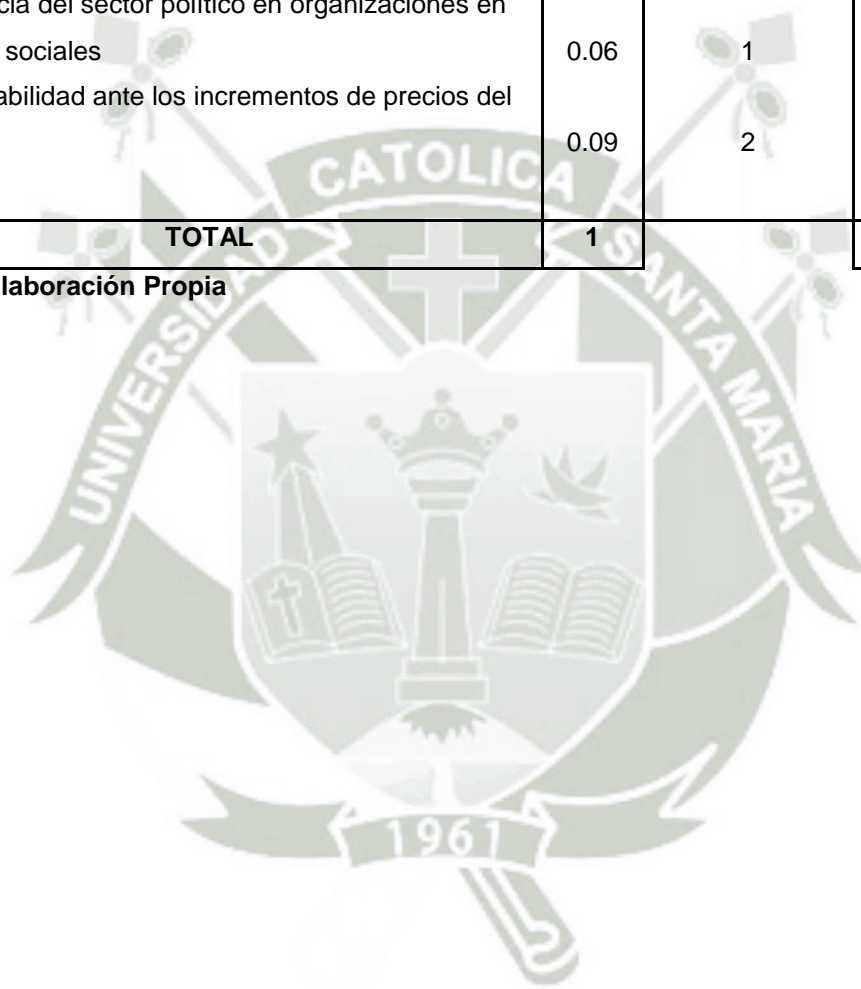 cia del sector político en organizaciones en
sociales 0.06 1
abilidad ante los incrementos de precios del
0.09 2
TOTAL 1
laboración Propia
UNIVERSIDAD CATOLICA SANTA MARIA
1961